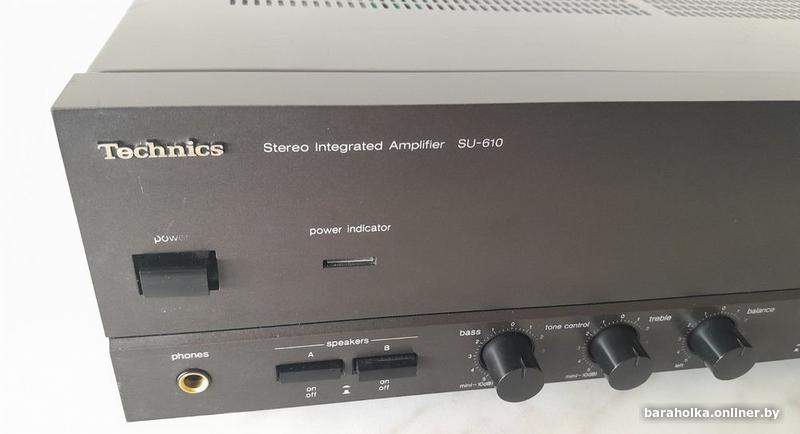 Technics
Stereo Integrated Amplifier SU-610
power
power indicator
phones
speakers
A
B
on
off
on
off
bass
tone control
treble
balance
left
baraholka.onliner.by